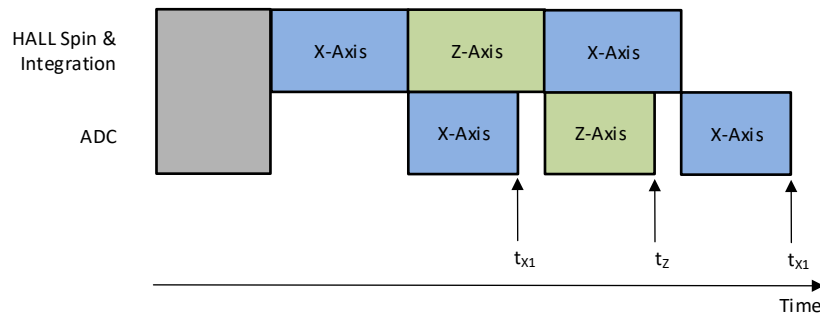 HALL Spin &
Integration
X-Axis
Z-Axis
X-Axis
ADC
X-Axis
Z-Axis
X-Axis
tX1
tZ
tX1
Time